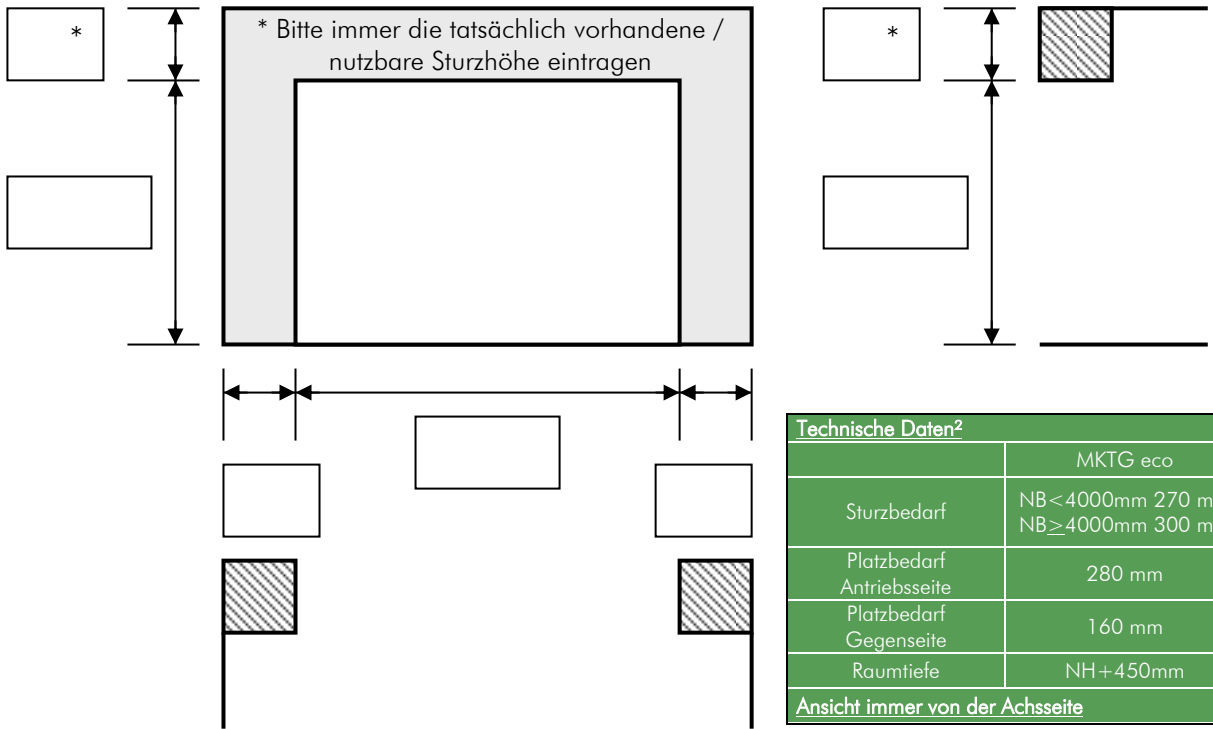 *
* Bitte immer die tatsächlich vorhandene /
nutzbare Sturzhöhe eintragen
*
Technische Daten²
MKTG eco
Sturzbedarf
NB<4000mm 270 m
NB≥4000mm 300 m
Platzbedarf
Antriebsseite
280 mm
Platzbedarf
Gegenseite
160 mm
Raumtiefe
NH+450mm
Ansicht immer von der Achsseite